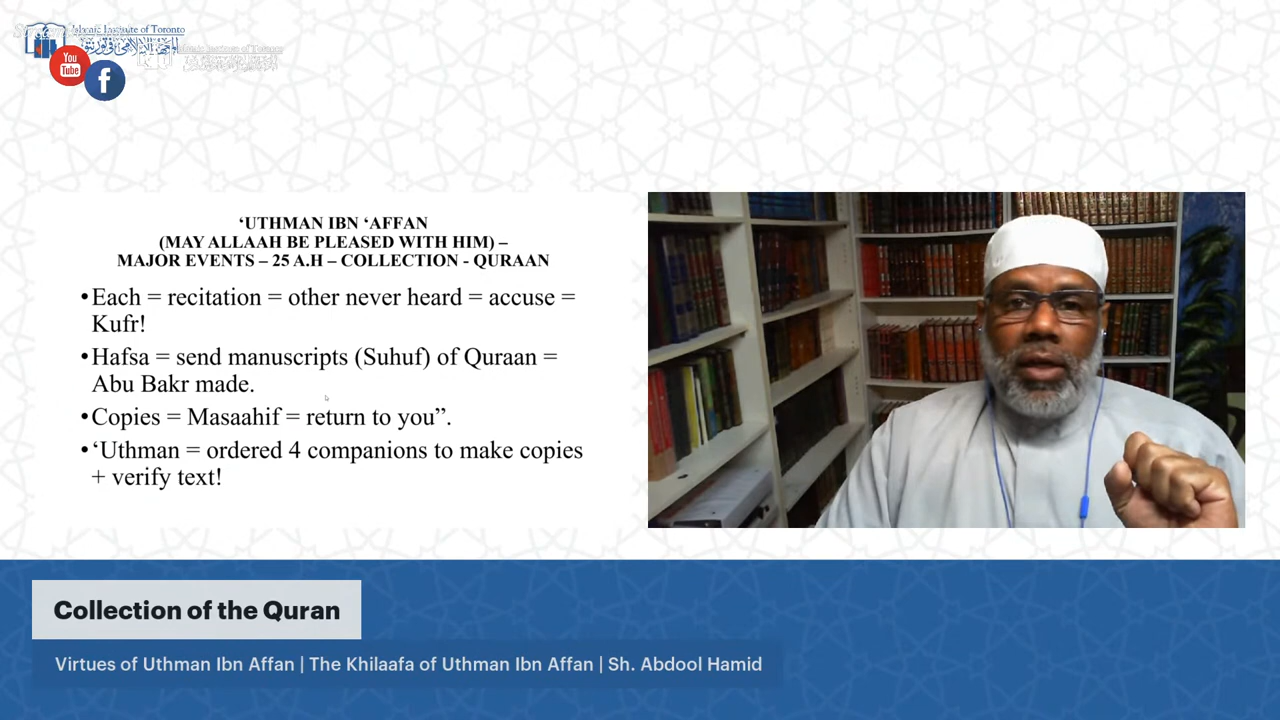 Islamic Institute of Toronto
You
Tube
f
‘UTHMAN IBN ‘AFFAN
(MAY ALLAAH BE PLEASED WITH HIM) –
MAJOR EVENTS – 25 A.H – COLLECTION - QURAAN
•Each = recitation = other never heard = accuse =
Kufr!
•Hafsa = send manuscripts (Suhuf) of Quraan =
Abu Bakr made.
•Copies = Masaahif = return to you”.
•‘Uthman = ordered 4 companions to make copies
+ verify text!
Collection of the Quran
Virtues of Uthman Ibn Affan | The Khilaafa of Uthman Ibn Affan | Sh. Abdool Hamid